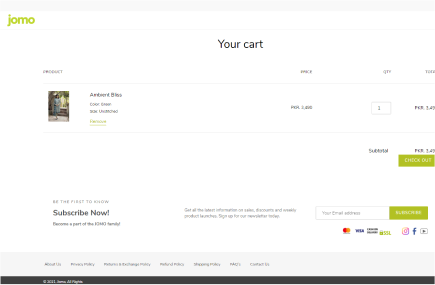 jomo
Your cart
PRODUCT PRICE QTY TOTA
Ambient Bliss
Color: Green
Size: Unstitched
Remove
PKR. 3,490 1 PKR. 3,49
Subtotal PKR. 3,49
CHECK OUT
BE THE FIRST TO KNOW
Subscribe Now!
Become a part of the JOMO family!
Get all the latest information on sales, discounts and weekly
product launches. Sign up for our newsletter today.
Your Email address SUBSCRIBE
VISA SSL
About Us Privacy Policy Returns & Exchange Policy Refund Policy Shipping Policy FAQ's Contact Us
© 2021 Jomo. All Rights